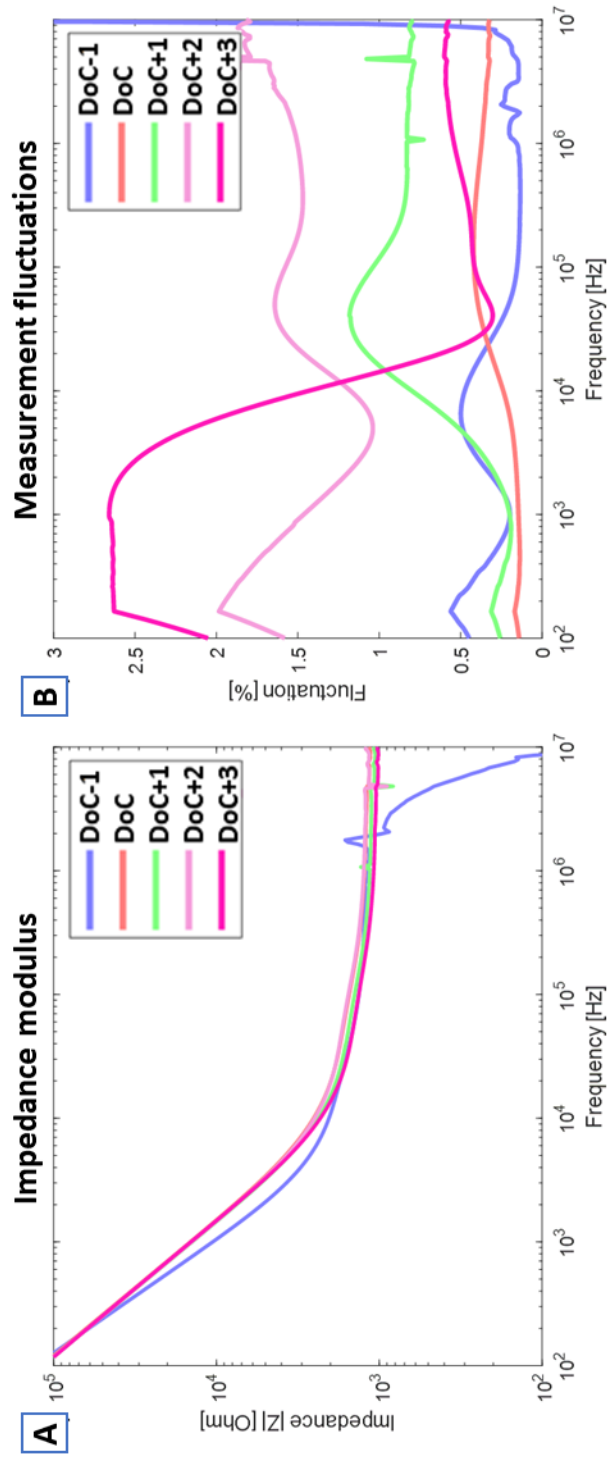 A
Impedance modulus
10^5
10^4
10^3
10^2
Impedance |Z| [Ohm]
DoC-1
DoC
DoC+1
DoC+2
DoC+3
10^2
10^3
10^4
10^5
10^6
10^7
Frequency [Hz]
B
Measurement fluctuations
3
2.5
2
1.5
1
0.5
0
Fluctuation [%]
DoC-1
DoC
DoC+1
DoC+2
DoC+3
10^2
10^3
10^4
10^5
10^6
10^7
Frequency [Hz]